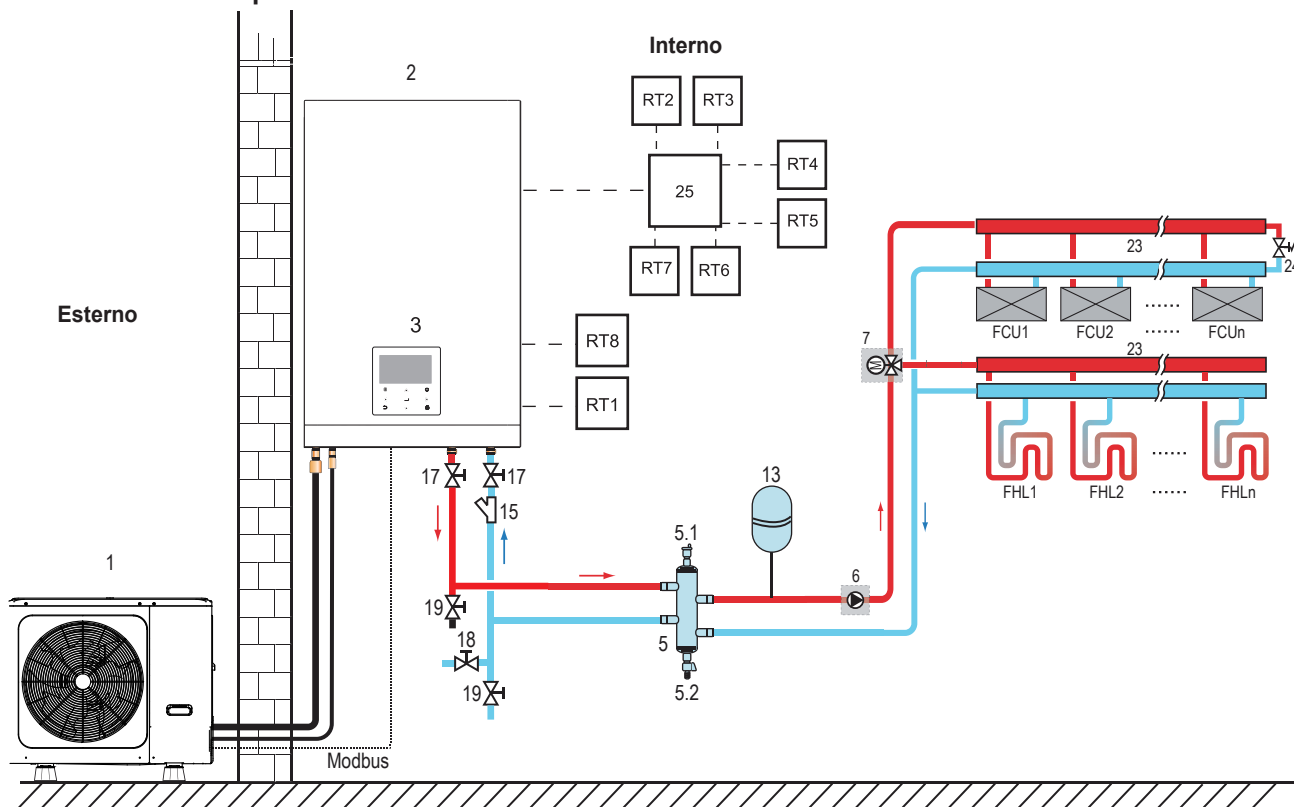 Interno
2
RT2
RT3
RT4
25
RT5
RT7
RT6
23
24
Esterno
FCU1
FCU2
......
......
FCUn
3
7
23
RT8
RT1
17
17
FHL1
FHL2
......
FHLn
13
15
5.1
1
6
19
18
5
19
5.2
Modbus